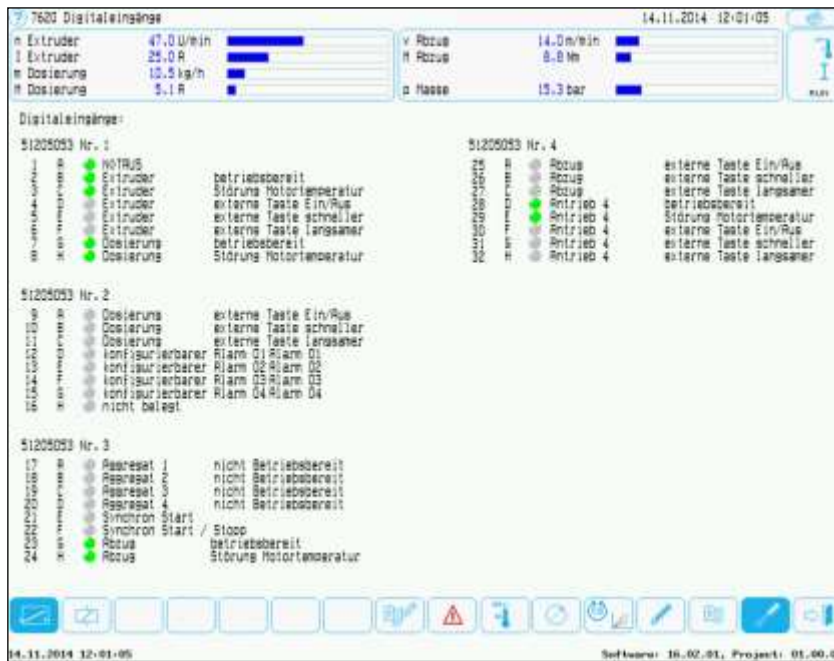 7620 Digitaleingänge 14.11.2014 12:01:05
n Extruder 47.0 U/min v Abzug 14.0 m/min
I Extruder 25.0 A M Abzug 8.8 Nm
m Dosierung 10.5 kg/h
M Dosierung 5.1 A p Masse 15.3 bar
I
RUN
Digitaleingänge:
51205053 Nr. 1
1 A NOTAUS
2 B Extruder betriebsbereit
3 C Extruder Störung Motortemperatur
4 D Extruder externe Taste Ein/Aus
5 E Extruder externe Taste schneller
6 F Extruder externe Taste langsamer
7 G Dosierung betriebsbereit
8 H Dosierung Störung Motortemperatur
51205053 Nr. 4
25 A Abzug externe Taste Ein/Aus
26 B Abzug externe Taste schneller
27 C Abzug externe Taste langsamer
28 D Antrieb 4 betriebsbereit
29 E Antrieb 4 Störung Motortemperatur
30 F Antrieb 4 externe Taste Ein/Aus
31 G Antrieb 4 externe Taste schneller
32 H Antrieb 4 externe Taste langsamer
51205053 Nr. 2
9 A Dosierung externe Taste Ein/Aus
10 B Dosierung externe Taste schneller
11 C Dosierung externe Taste langsamer
12 D konfigurierbarer Alarm 01 Alarm 01
13 E konfigurierbarer Alarm 02 Alarm 02
14 F konfigurierbarer Alarm 03 Alarm 03
15 G konfigurierbarer Alarm 04 Alarm 04
16 H nicht belegt
51205053 Nr. 3
17 A Aggregat 1 nicht Betriebsbereit
18 B Aggregat 2 nicht Betriebsbereit
19 C Aggregat 3 nicht Betriebsbereit
20 D Aggregat 4 nicht Betriebsbereit
21 E Synchron Start
22 F Synchron Start / Stopp
23 G Abzug betriebsbereit
24 H Abzug Störung Motortemperatur
14.11.2014 12:01:05 Software: 16.02.01, Project: 01.00.